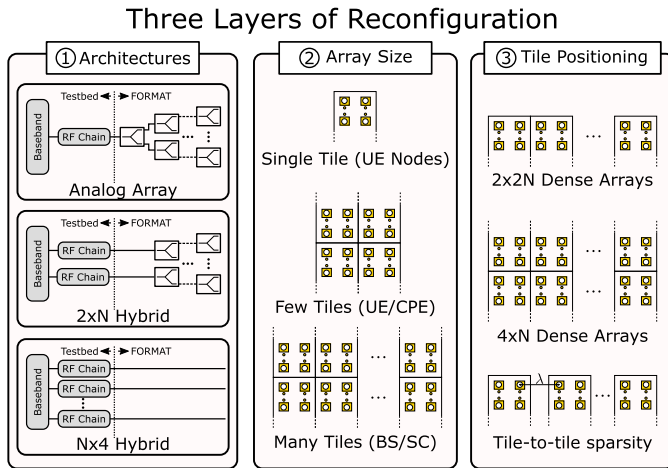 Three Layers of Reconfiguration
① Architectures
Testbed FORMAT
Baseband
RF Chain
Analog Array
Testbed FORMAT
Baseband
RF Chain
RF Chain
2xN Hybrid
Testbed FORMAT
Baseband
RF Chain
RF Chain
RF Chain
Nx4 Hybrid
② Array Size
Single Tile (UE Nodes)
Few Tiles (UE/CPE)
Many Tiles (BS/SC)
③ Tile Positioning
2x2N Dense Arrays
4xN Dense Arrays
λ
Tile-to-tile sparsity